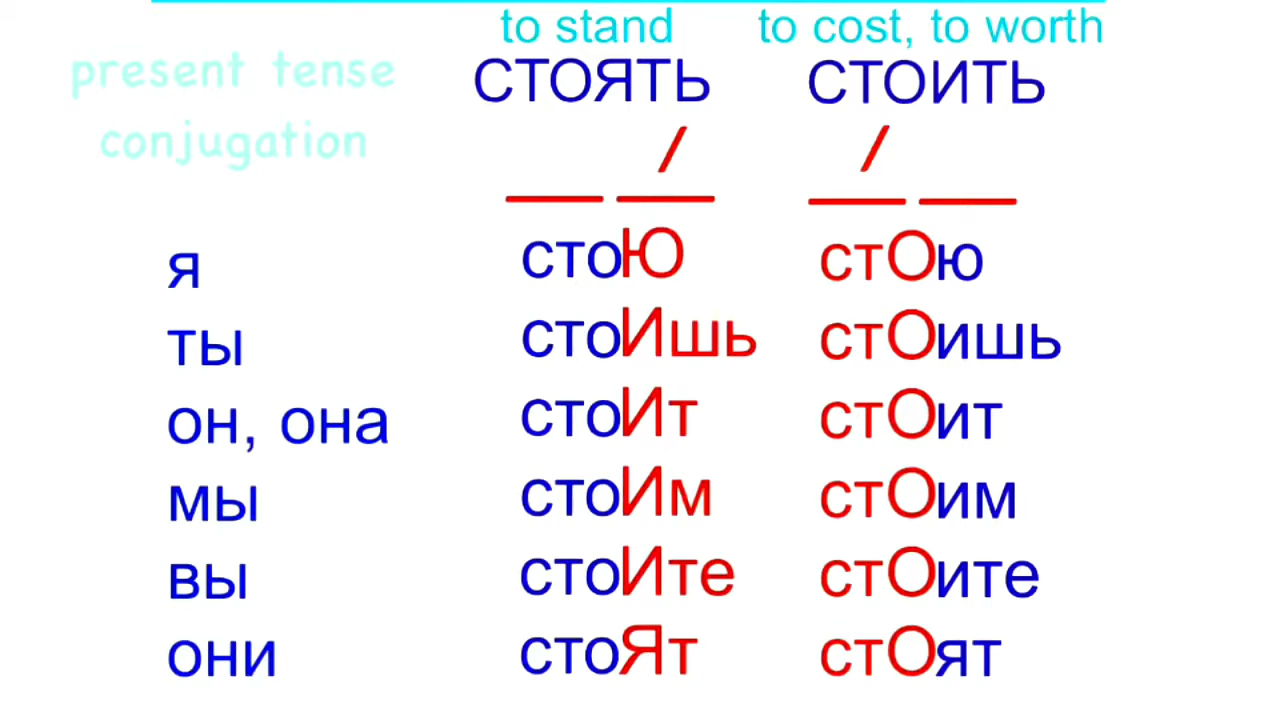 to stand to cost, to worth
present tense СТОЯТЬ СТОИТЬ
conjugation
я стоЮ стОю
ты стоИшь стОишь
он, она стоИт стОит
мы стоИм стОим
вы стоИте стОите
они стоЯт стОят